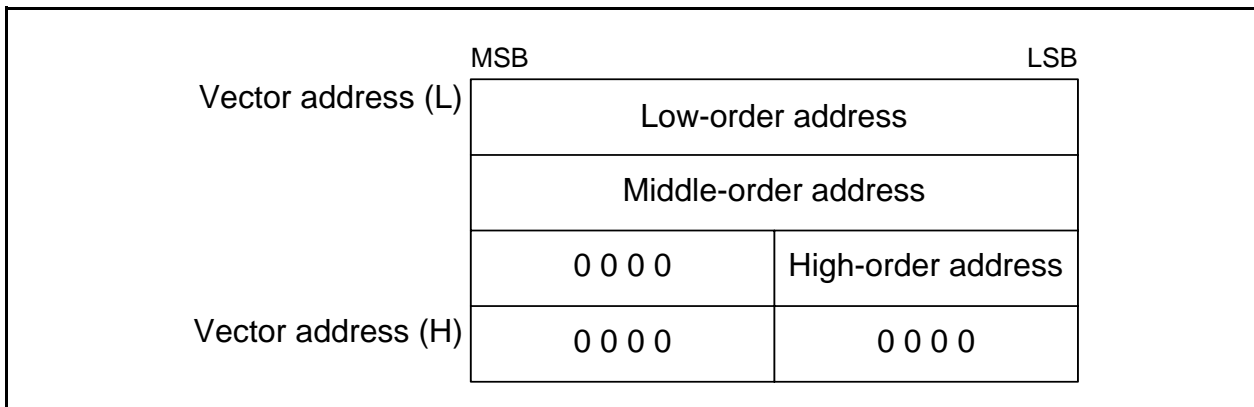 MSB LSB
Vector address (L) Low-order address
Middle-order address
0 0 0 0 High-order address
Vector address (H) 0 0 0 0 0 0 0 0